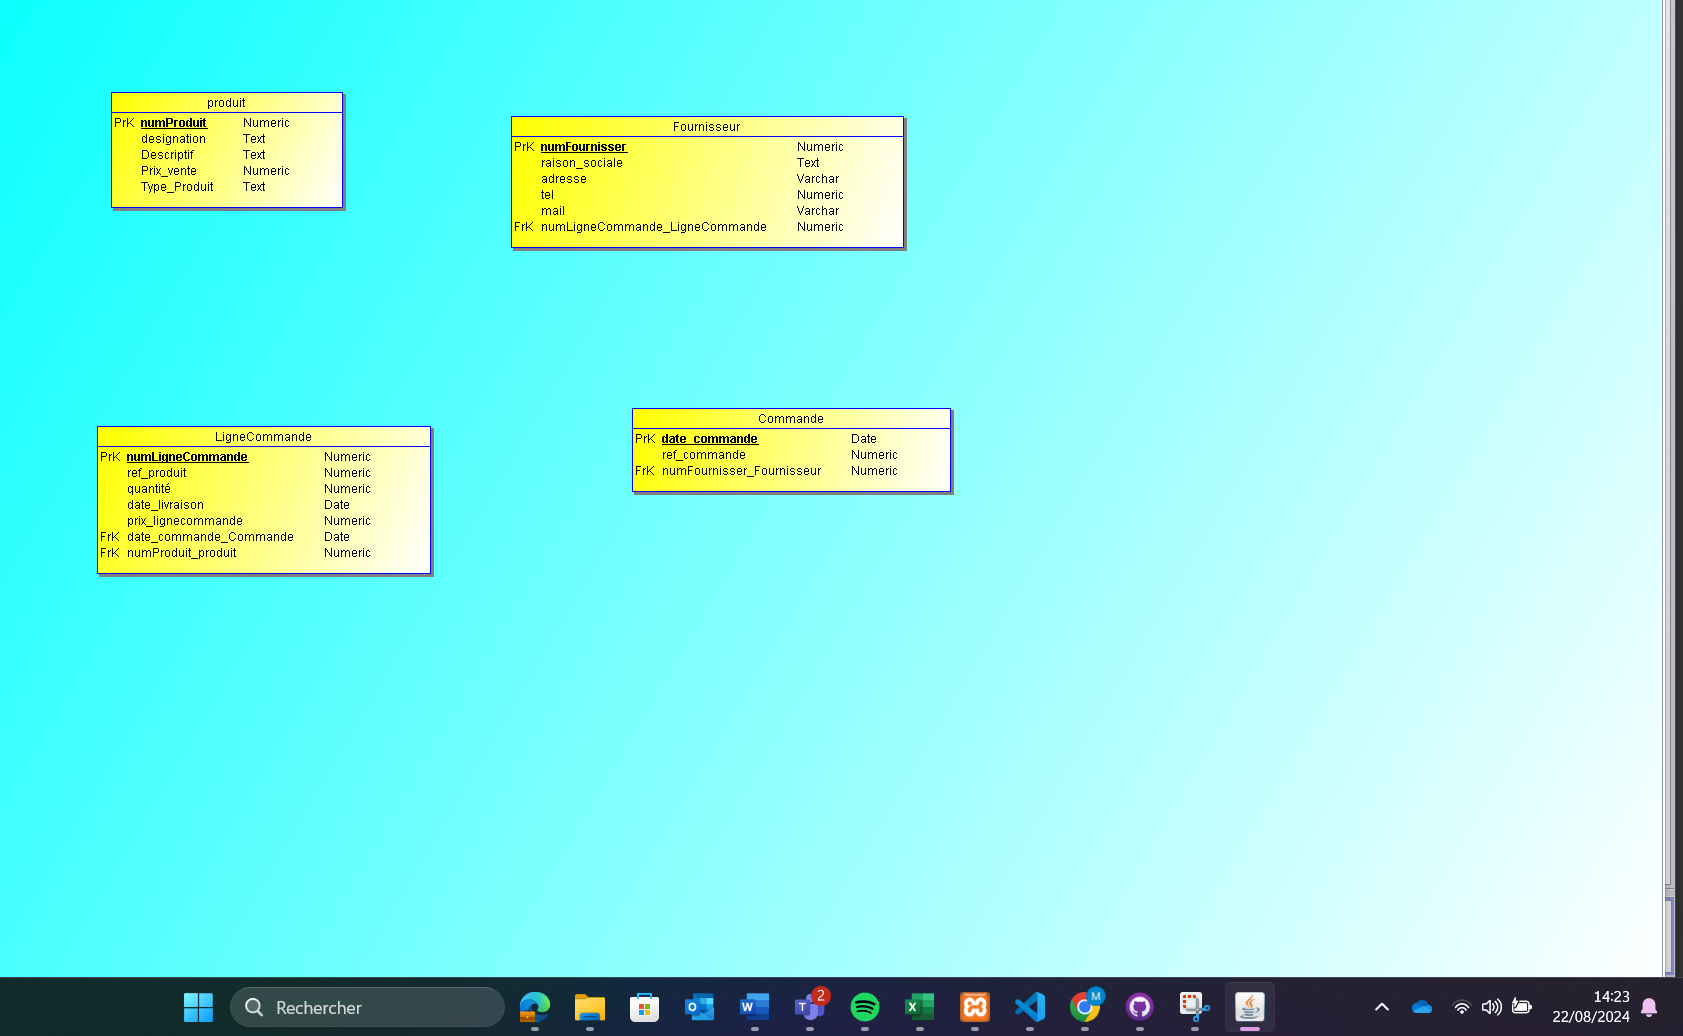 produit
PrK numProduit Numeric
designation Text
Descriptif Text
Prix_vente Numeric
Type_Produit Text
Fournisseur
PrK numFournisser Numeric
raison_sociale Text
adresse Varchar
tel Numeric
mail Varchar
FrK numLigneCommande_LigneCommande Numeric
LigneCommande
PrK numLigneCommande Numeric
ref_produit Numeric
quantité Numeric
date_livraison Date
prix_lignecommande Numeric
FrK date_commande_Commande Date
FrK numProduit_produit Numeric
Commande
PrK date_commande Date
ref_commande Numeric
FrK numFournisser_Fournisseur Numeric
Rechercher
2
M
14:23
22/08/2024